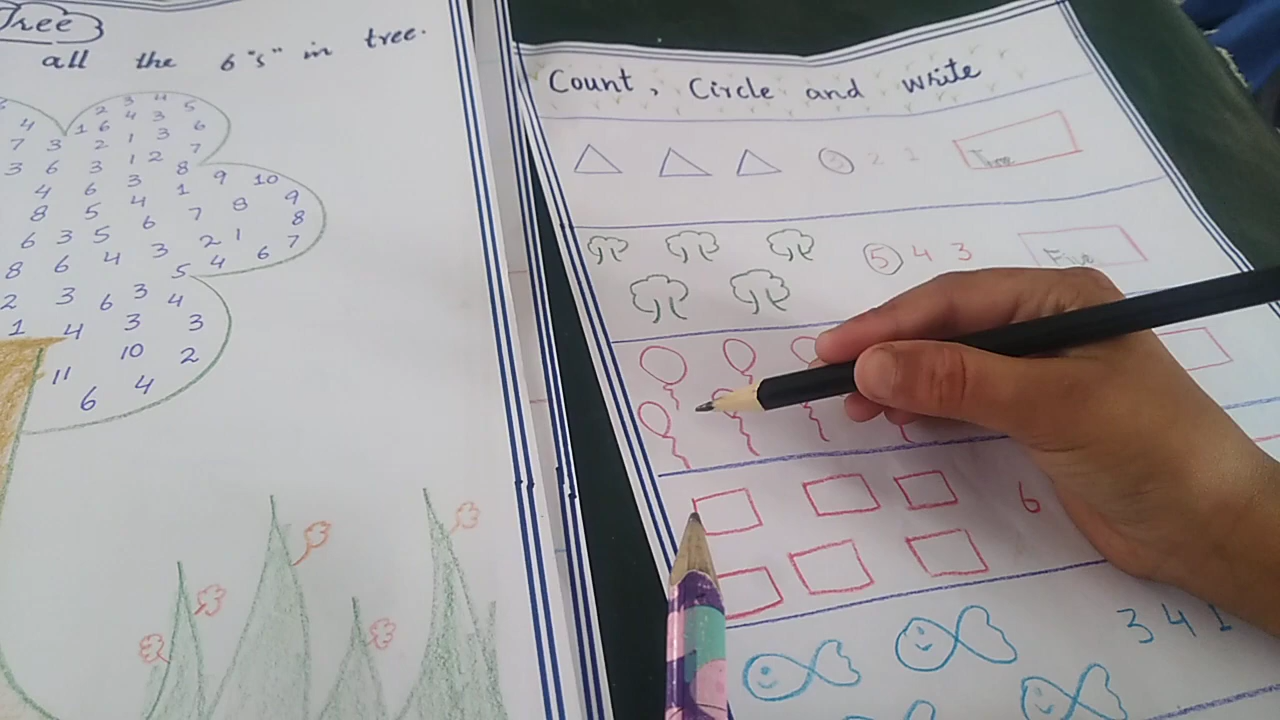 Tree
all the 6"s" in tree.
2 3 4 5
4 1 6 4 3 6
7 3 2 1 3 7
3 6 3 1 2 8 9 10
4 6 3 1 8 9
8 5 4 7 8
6 3 5 6 2 1 7
8 6 4 3 5 4 6
2 3 6 3 4
1 4 3 3
11 10 2
6 4
Count, Circle and write
3 2 1
5 4 3 Five
6
3 4 1